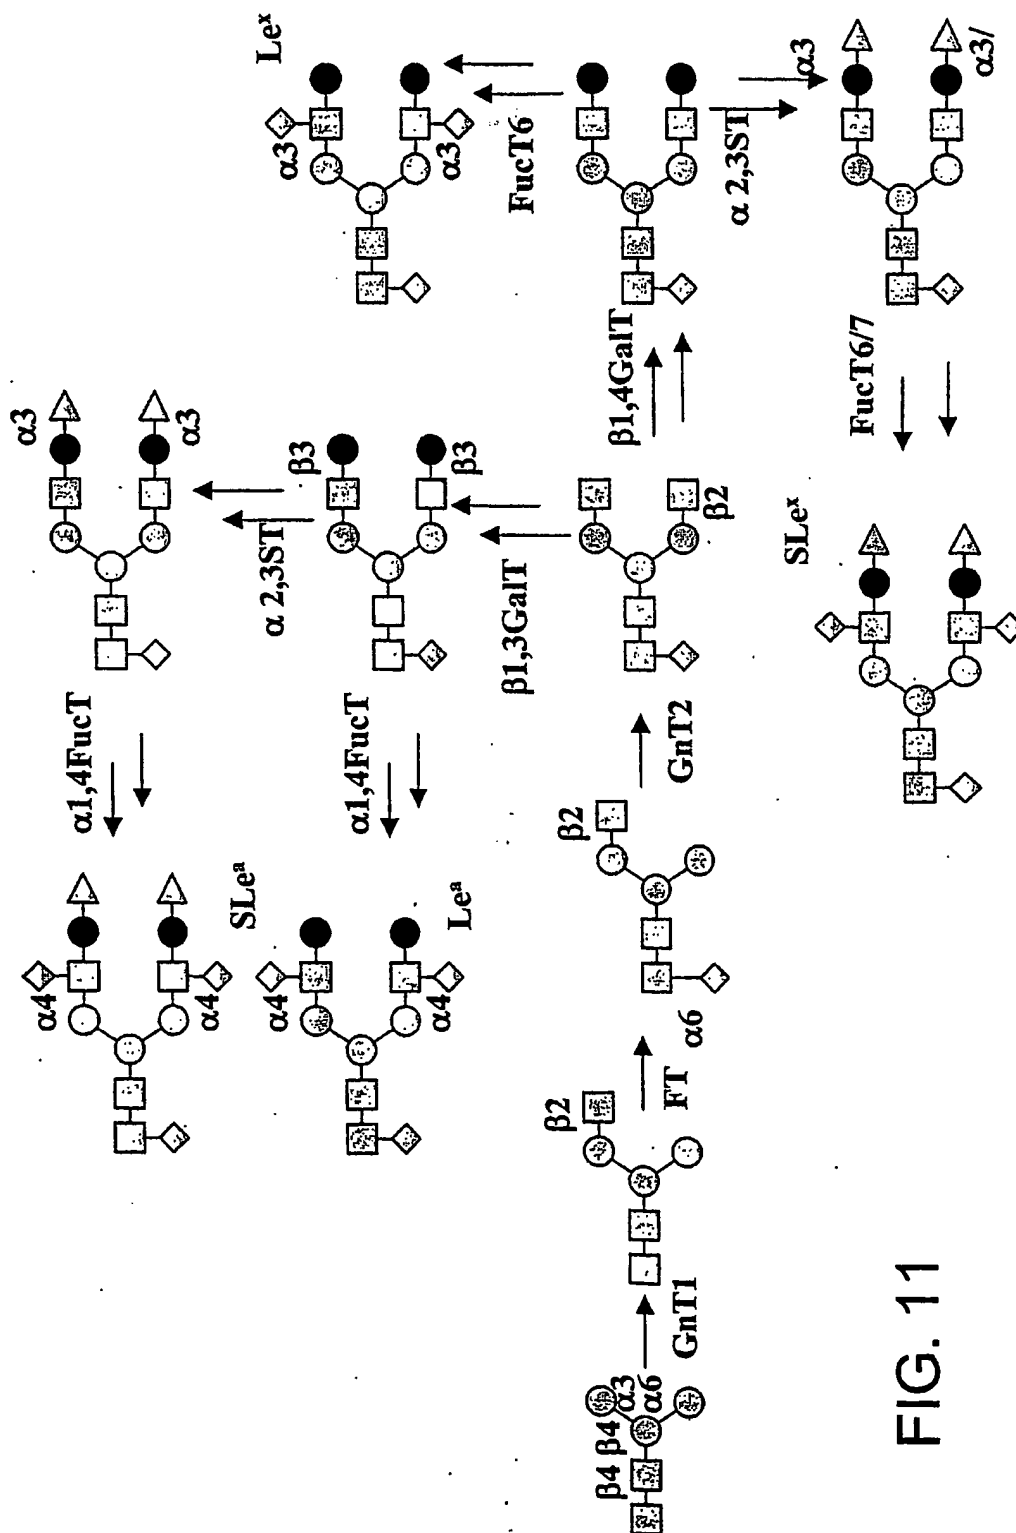 α4
α4
SLeᵃ
α1,4FucT
α3
α3
α4
α4
Leᵃ
α1,4FucT
α 2,3ST
β3
β3
Leˣ
α3
α3
β1,3GalT
FucT6
β4 β4
α3
α6
GnT1
β2
FT
β2
α6
GnT2
β2
β1,4GalT
α 2,3ST
SLeˣ
FucT6/7
α3
α3/
FIG. 11